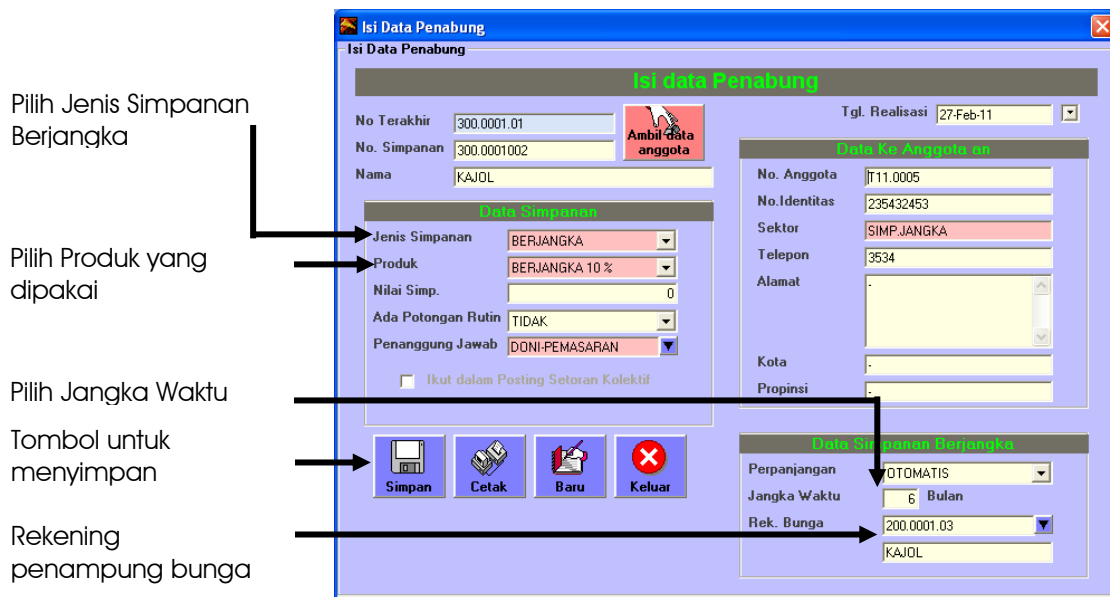 Isi Data Penabung
Isi Data Penabung
Isi data Penabung
Pilih Jenis Simpanan
Berjangka
No Terakhir 300.0001.01
Ambil data
anggota
Tgl. Realisasi 27-Feb-11
No. Simpanan 300.0001002
Nama KAJOL
Data Ke Anggota an
No. Anggota T11.0005
No.Identitas 235432453
Sektor SIMP.JANGKA
Telepon 3534
Alamat .
Kota .
Propinsi .
Data Simpanan
Jenis Simpanan BERJANGKA
Produk BERJANGKA 10 %
Nilai Simp. 0
Ada Potongan Rutin TIDAK
Penanggung Jawab DONI-PEMASARAN
Ikut dalam Posting Setoran Kolektif
Pilih Produk yang
dipakai
Pilih Jangka Waktu
Tombol untuk
menyimpan
Simpan Cetak Baru Keluar
Data Simpanan Berjangka
Perpanjangan OTOMATIS
Jangka Waktu 6 Bulan
Rek. Bunga 200.0001.03
KAJOL
Rekening
penampung bunga